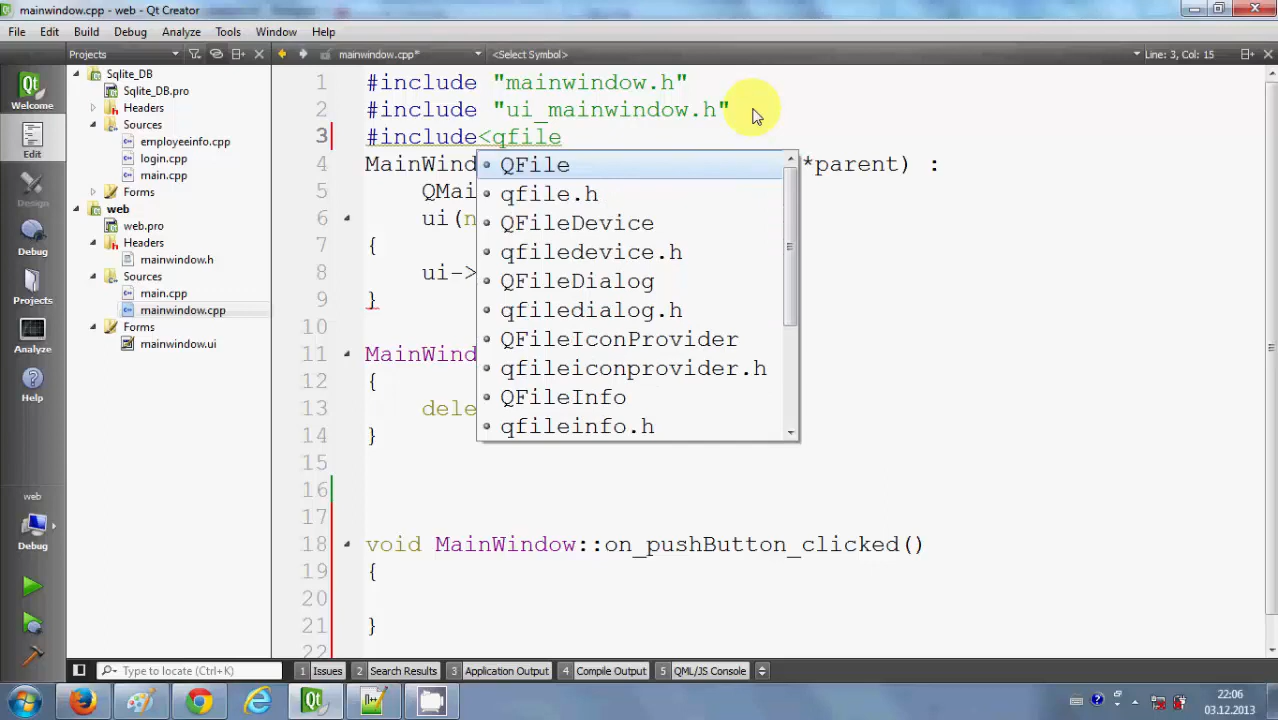 mainwindow.cpp - web - Qt Creator
File Edit Build Debug Analyze Tools Window Help
Projects mainwindow.cpp* <Select Symbol> Line: 3, Col: 15
Welcome
Edit
Design
Debug
Projects
Analyze
Help
web
Debug
Sqlite_DB
Sqlite_DB.pro
Headers
Sources
employeeinfo.cpp
login.cpp
main.cpp
Forms
web
web.pro
Headers
mainwindow.h
Sources
main.cpp
mainwindow.cpp
Forms
mainwindow.ui
1 #include "mainwindow.h"
2 #include "ui_mainwindow.h"
3 #include<qfile
4 MainWind *parent) :
5 QMai
6 ui(n
7 {
8 ui->
9 }
10
11 MainWind
12 {
13 dele
14 }
15
16
17
18 void MainWindow::on_pushButton_clicked()
19 {
20
21 }
22
QFile
qfile.h
QFileDevice
qfiledevice.h
QFileDialog
qfiledialog.h
QFileIconProvider
qfileiconprovider.h
QFileInfo
qfileinfo.h
Type to locate (Ctrl+K) 1 Issues 2 Search Results 3 Application Output 4 Compile Output 5 QML/JS Console
22:06
03.12.2013